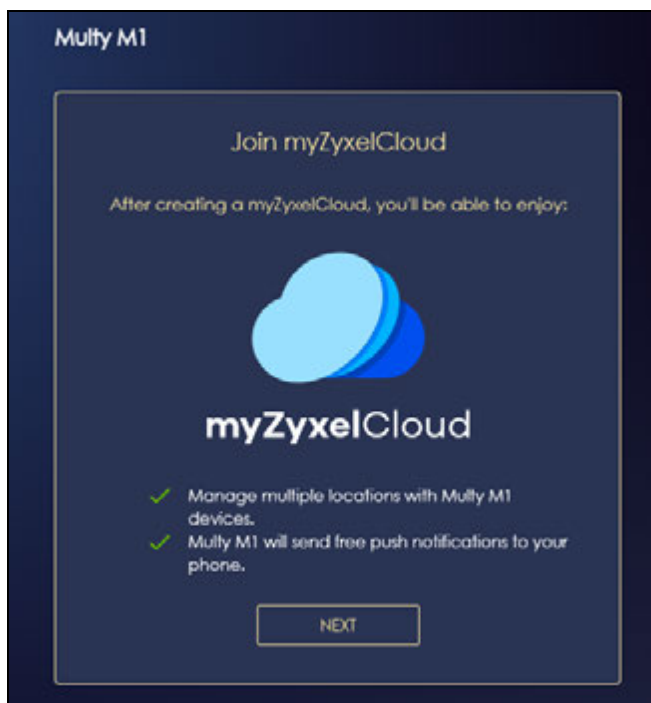 Multy M1
Join myZyxelCloud
After creating a myZyxelCloud, you'll be able to enjoy:
myZyxelCloud
Manage multiple locations with Multy M1
devices.
Multy M1 will send free push notifications to your
phone.
NEXT